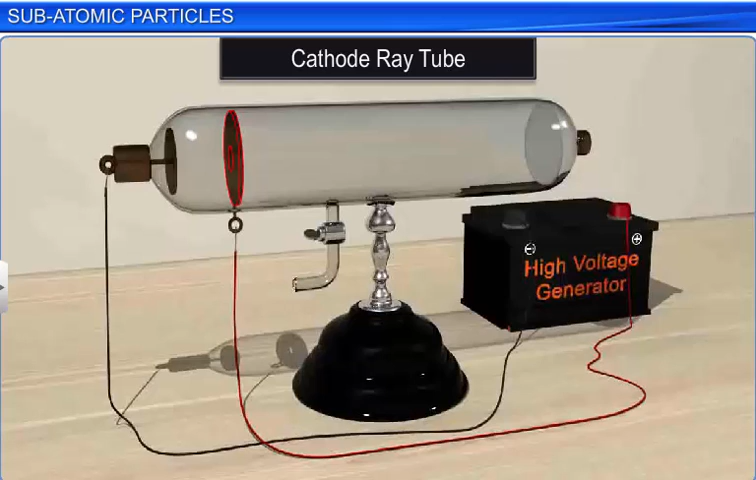 SUB-ATOMIC PARTICLES
Cathode Ray Tube
⊖
⊕
High Voltage
Generator